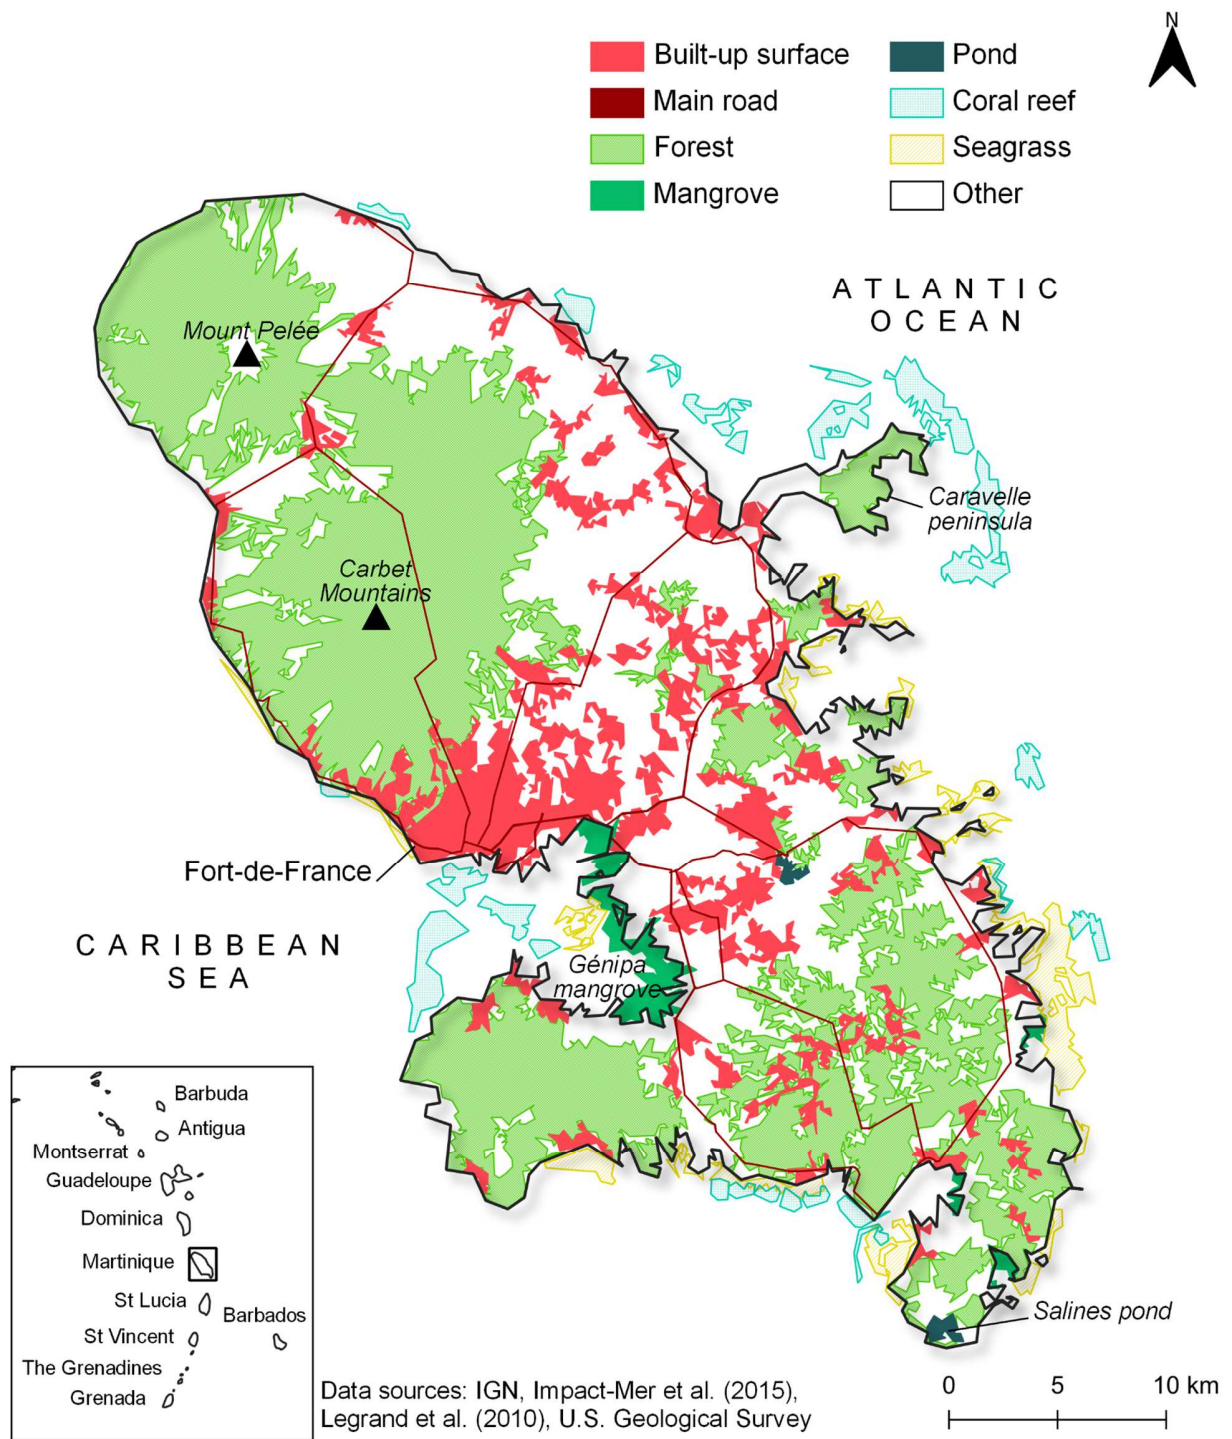 N
Built-up surface
Main road
Forest
Mangrove
Pond
Coral reef
Seagrass
Other
ATLANTIC
OCEAN
Mount Pelée
Caravelle
peninsula
Carbet
Mountains
Fort-de-France
CARIBBEAN
SEA
Génipa
mangrove
Barbuda
Antigua
Montserrat
Guadeloupe
Dominica
Martinique
St Lucia
Barbados
St Vincent
The Grenadines
Grenada
Salines pond
Data sources: IGN, Impact-Mer et al. (2015),
Legrand et al. (2010), U.S. Geological Survey
0 5 10 km